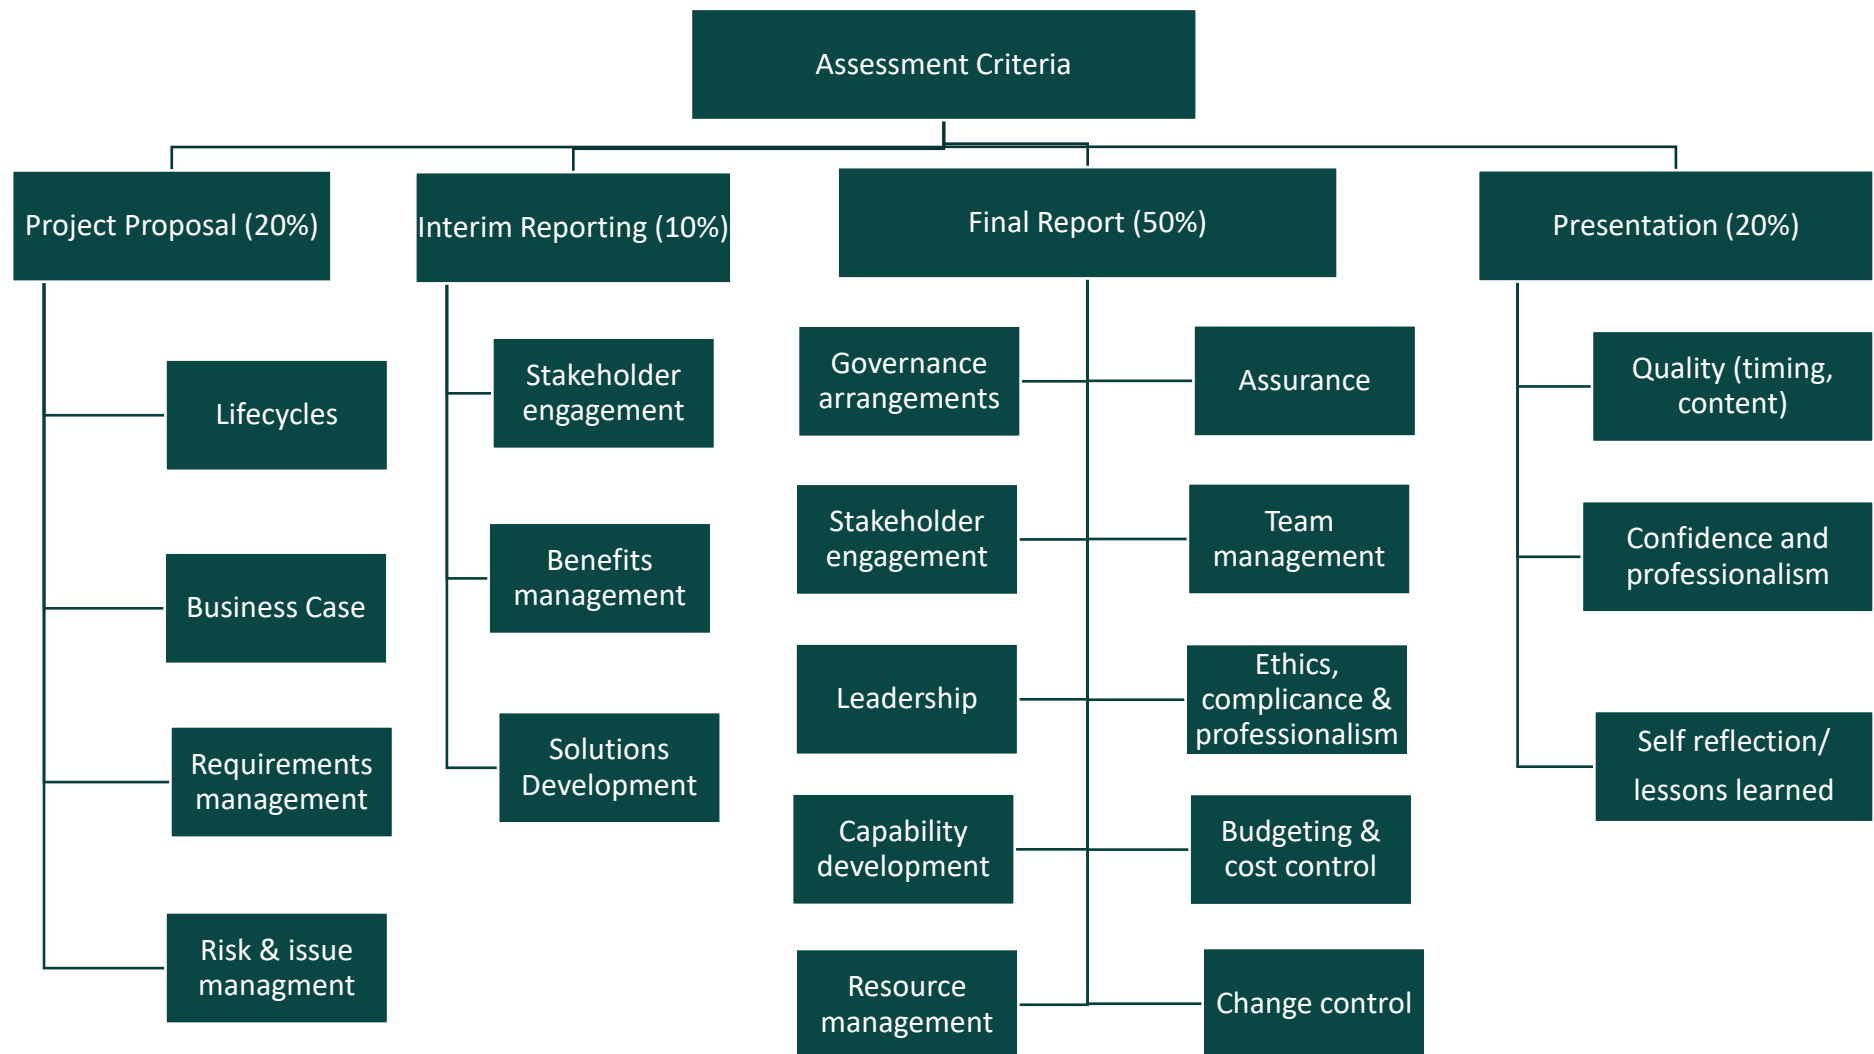 Assessment Criteria
Project Proposal (20%)
Interim Reporting (10%)
Final Report (50%)
Presentation (20%)
Lifecycles
Business Case
Requirements
management
Risk & issue
managment
Stakeholder
engagement
Benefits
management
Solutions
Development
Governance
arrangements
Assurance
Stakeholder
engagement
Team
management
Leadership
Ethics,
complicance &
professionalism
Capability
development
Budgeting &
cost control
Resource
management
Change control
Quality (timing,
content)
Confidence and
professionalism
Self reflection/
lessons learned